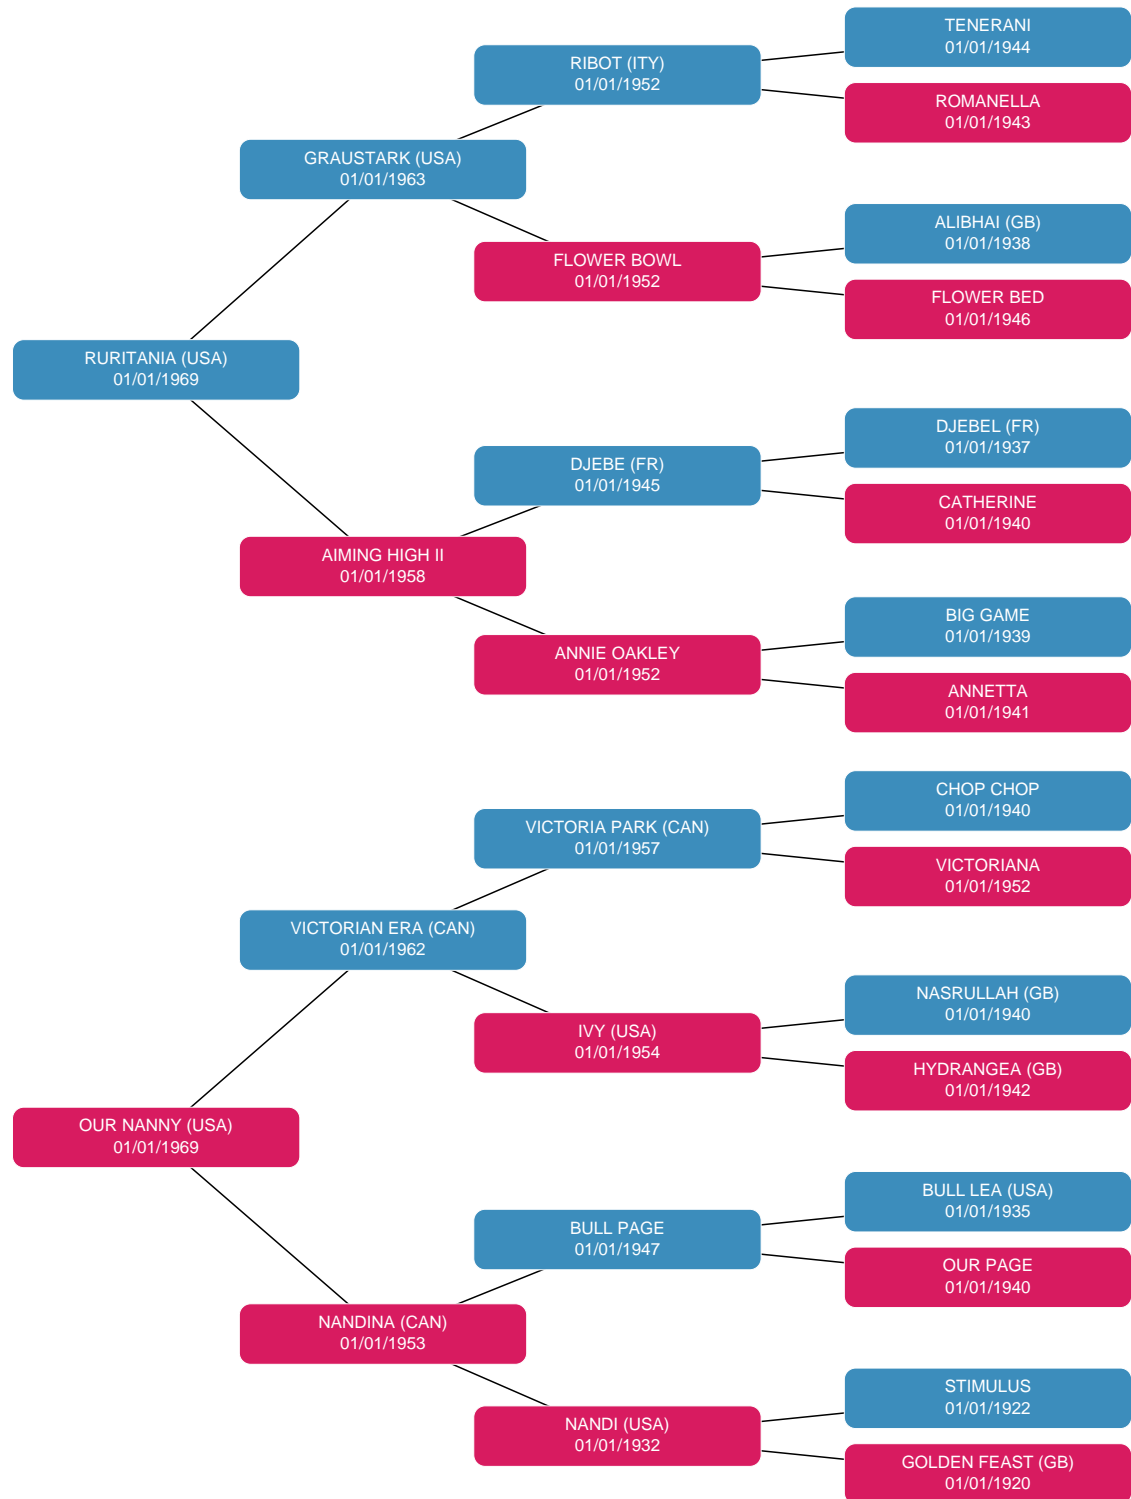 TENERANI
01/01/1944
RIBOT (ITY)
01/01/1952
ROMANELLA
01/01/1943
GRAUSTARK (USA)
01/01/1963
ALIBHAI (GB)
01/01/1938
FLOWER BOWL
01/01/1952
FLOWER BED
01/01/1946
RURITANIA (USA)
01/01/1969
DJEBEL (FR)
01/01/1937
DJEBE (FR)
01/01/1945
CATHERINE
01/01/1940
AIMING HIGH II
01/01/1958
BIG GAME
01/01/1939
ANNIE OAKLEY
01/01/1952
ANNETTA
01/01/1941
CHOP CHOP
01/01/1940
VICTORIA PARK (CAN)
01/01/1957
VICTORIANA
01/01/1952
VICTORIAN ERA (CAN)
01/01/1962
NASRULLAH (GB)
01/01/1940
IVY (USA)
01/01/1954
HYDRANGEA (GB)
01/01/1942
OUR NANNY (USA)
01/01/1969
BULL LEA (USA)
01/01/1935
BULL PAGE
01/01/1947
OUR PAGE
01/01/1940
NANDINA (CAN)
01/01/1953
STIMULUS
01/01/1922
NANDI (USA)
01/01/1932
GOLDEN FEAST (GB)
01/01/1920